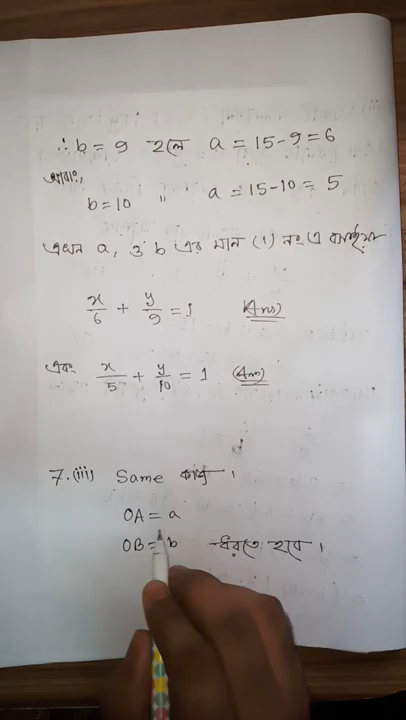 ∴ b = 9 হলে a = 15 - 9 = 6
আবার,
b = 10 " a = 15 - 10 = 5
এখন a, ও b এর মান (1) নং এ বসাইয়া
x/6 + y/9 = 1 (Ans)
এবং x/5 + y/10 = 1 (Ans)
7. (iii) Same
OA = a
OB = b ধরতে হবে।